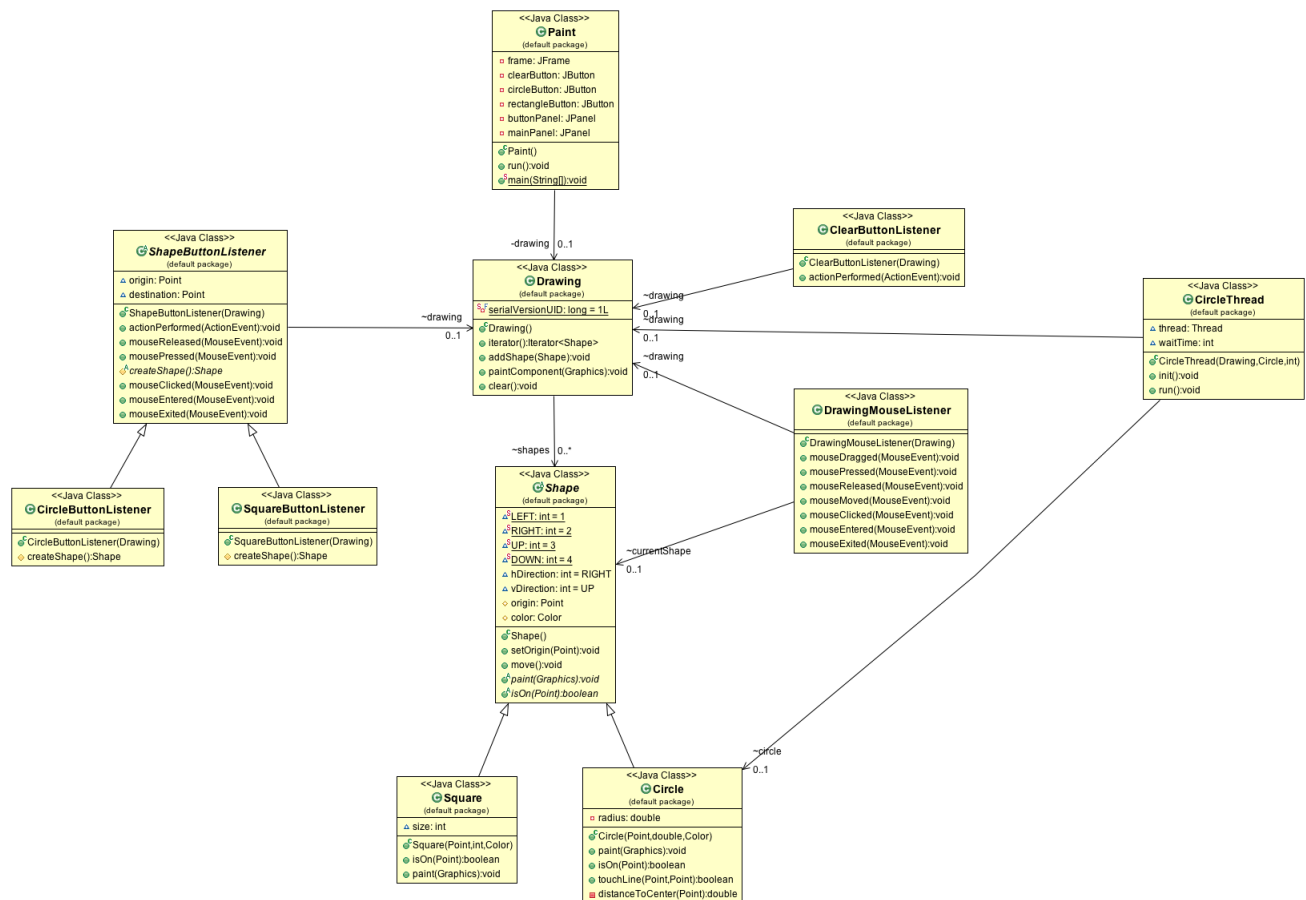 <<Java Class>>
Paint
(default package)
frame: JFrame
clearButton: JButton
circleButton: JButton
rectangleButton: JButton
buttonPanel: JPanel
mainPanel: JPanel
Paint()
run():void
main(String[]):void
-drawing
0..1
<<Java Class>>
ShapeButtonListener
(default package)
origin: Point
destination: Point
ShapeButtonListener(Drawing)
actionPerformed(ActionEvent):void
mouseReleased(MouseEvent):void
mousePressed(MouseEvent):void
createShape():Shape
mouseClicked(MouseEvent):void
mouseEntered(MouseEvent):void
mouseExited(MouseEvent):void
~drawing
0..1
<<Java Class>>
Drawing
(default package)
serialVersionUID: long = 1L
Drawing()
iterator():Iterator<Shape>
addShape(Shape):void
paintComponent(Graphics):void
clear():void
<<Java Class>>
ClearButtonListener
(default package)
ClearButtonListener(Drawing)
actionPerformed(ActionEvent):void
~drawing
0..1
~drawing
0..1
~drawing
0..1
<<Java Class>>
CircleThread
(default package)
thread: Thread
waitTime: int
CircleThread(Drawing,Circle,int)
init():void
run():void
<<Java Class>>
DrawingMouseListener
(default package)
DrawingMouseListener(Drawing)
mouseDragged(MouseEvent):void
mousePressed(MouseEvent):void
mouseReleased(MouseEvent):void
mouseMoved(MouseEvent):void
mouseClicked(MouseEvent):void
mouseEntered(MouseEvent):void
mouseExited(MouseEvent):void
~shapes
0..*
<<Java Class>>
CircleButtonListener
(default package)
CircleButtonListener(Drawing)
createShape():Shape
<<Java Class>>
SquareButtonListener
(default package)
SquareButtonListener(Drawing)
createShape():Shape
<<Java Class>>
Shape
(default package)
LEFT: int = 1
RIGHT: int = 2
UP: int = 3
DOWN: int = 4
hDirection: int = RIGHT
vDirection: int = UP
origin: Point
color: Color
Shape()
setOrigin(Point):void
move():void
paint(Graphics):void
isOn(Point):boolean
~currentShape
0..1
~circle
0..1
<<Java Class>>
Square
(default package)
size: int
Square(Point,int,Color)
isOn(Point):boolean
paint(Graphics):void
<<Java Class>>
Circle
(default package)
radius: double
Circle(Point,double,Color)
paint(Graphics):void
isOn(Point):boolean
touchLine(Point,Point):boolean
distanceToCenter(Point):double